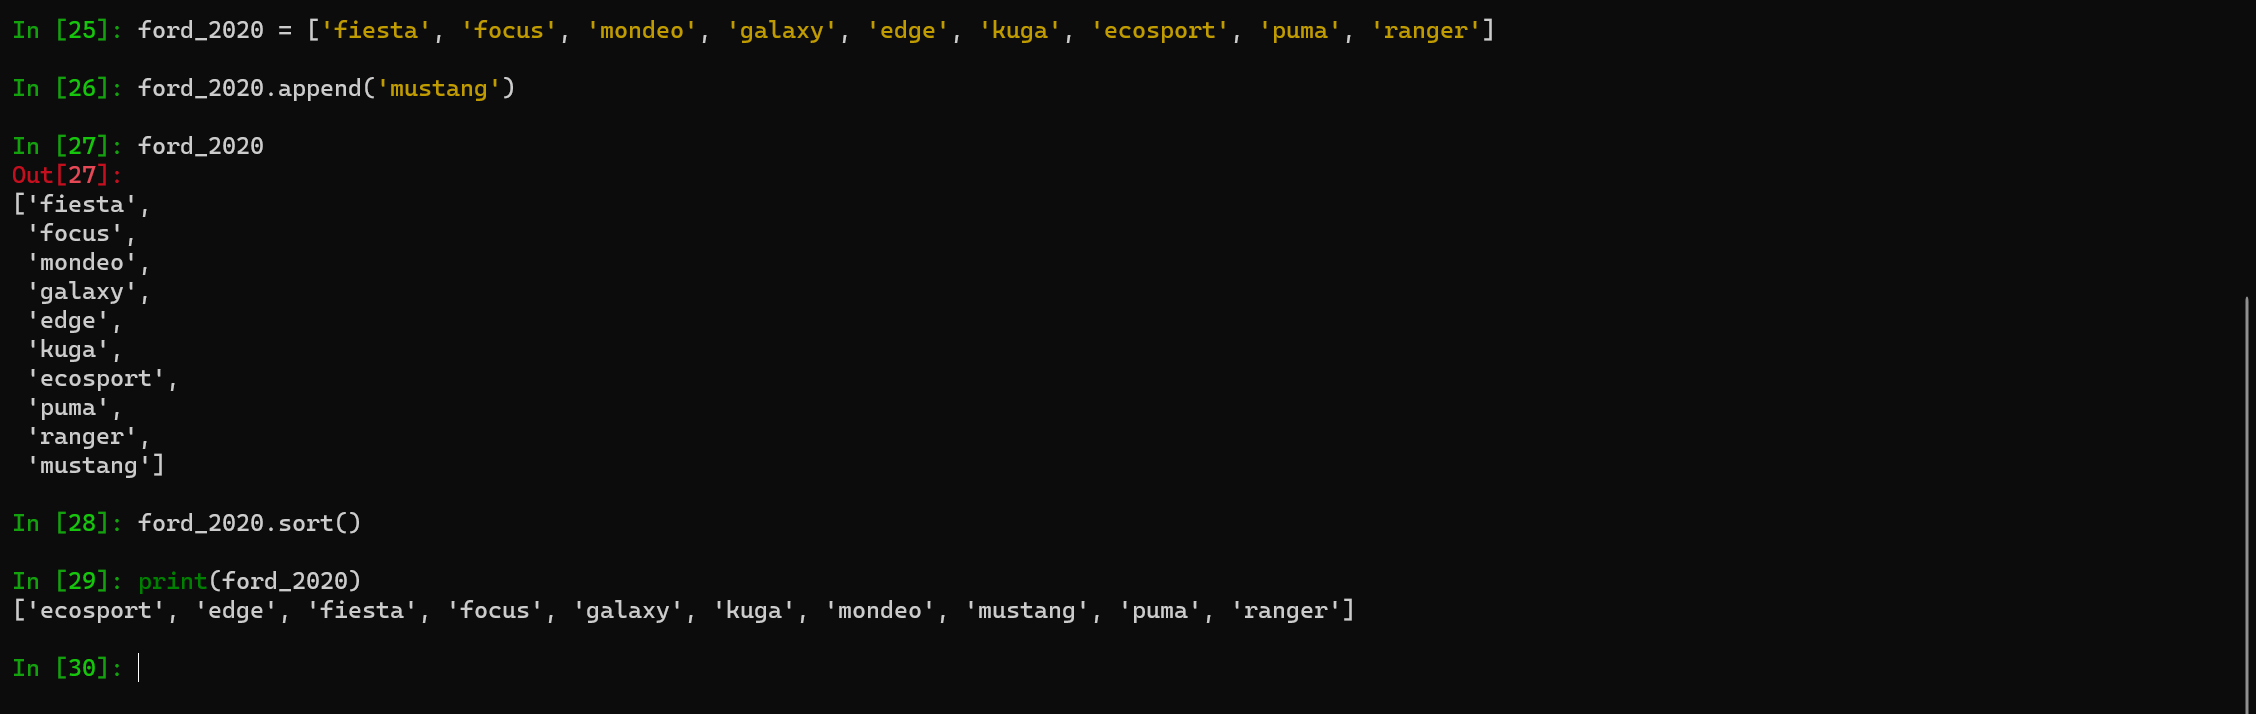 In [25]: ford_2020 = ['fiesta', 'focus', 'mondeo', 'galaxy', 'edge', 'kuga', 'ecosport', 'puma', 'ranger']
In [26]: ford_2020.append('mustang')
In [27]: ford_2020
Out[27]:
['fiesta',
 'focus',
 'mondeo',
 'galaxy',
 'edge',
 'kuga',
 'ecosport',
 'puma',
 'ranger',
 'mustang']
In [28]: ford_2020.sort()
In [29]: print(ford_2020)
['ecosport', 'edge', 'fiesta', 'focus', 'galaxy', 'kuga', 'mondeo', 'mustang', 'puma', 'ranger']
In [30]: